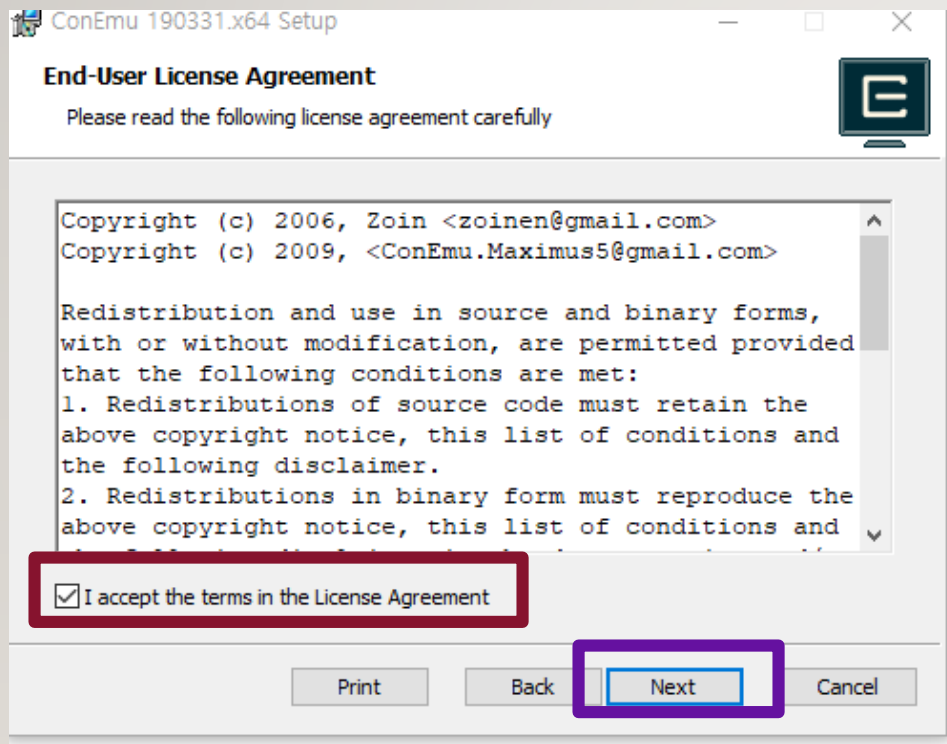 ConEmu 190331.x64 Setup
End-User License Agreement
Please read the following license agreement carefully
Copyright (c) 2006, Zoin <zoinen@gmail.com>
Copyright (c) 2009, <ConEmu.Maximus5@gmail.com>
Redistribution and use in source and binary forms,
with or without modification, are permitted provided
that the following conditions are met:
1. Redistributions of source code must retain the
above copyright notice, this list of conditions and
the following disclaimer.
2. Redistributions in binary form must reproduce the
above copyright notice, this list of conditions and
I accept the terms in the License Agreement
Print Back Next Cancel